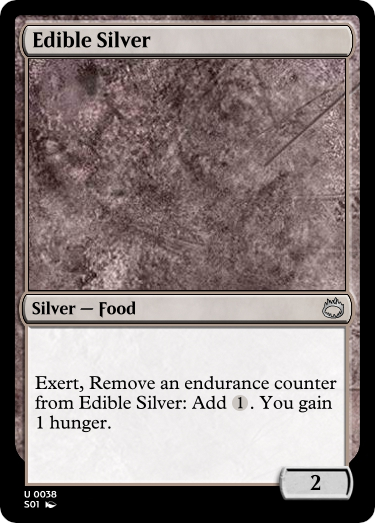 Edible Silver
Silver — Food
Exert, Remove an endurance counter
from Edible Silver: Add 1. You gain
1 hunger.
2
U 0038
S01